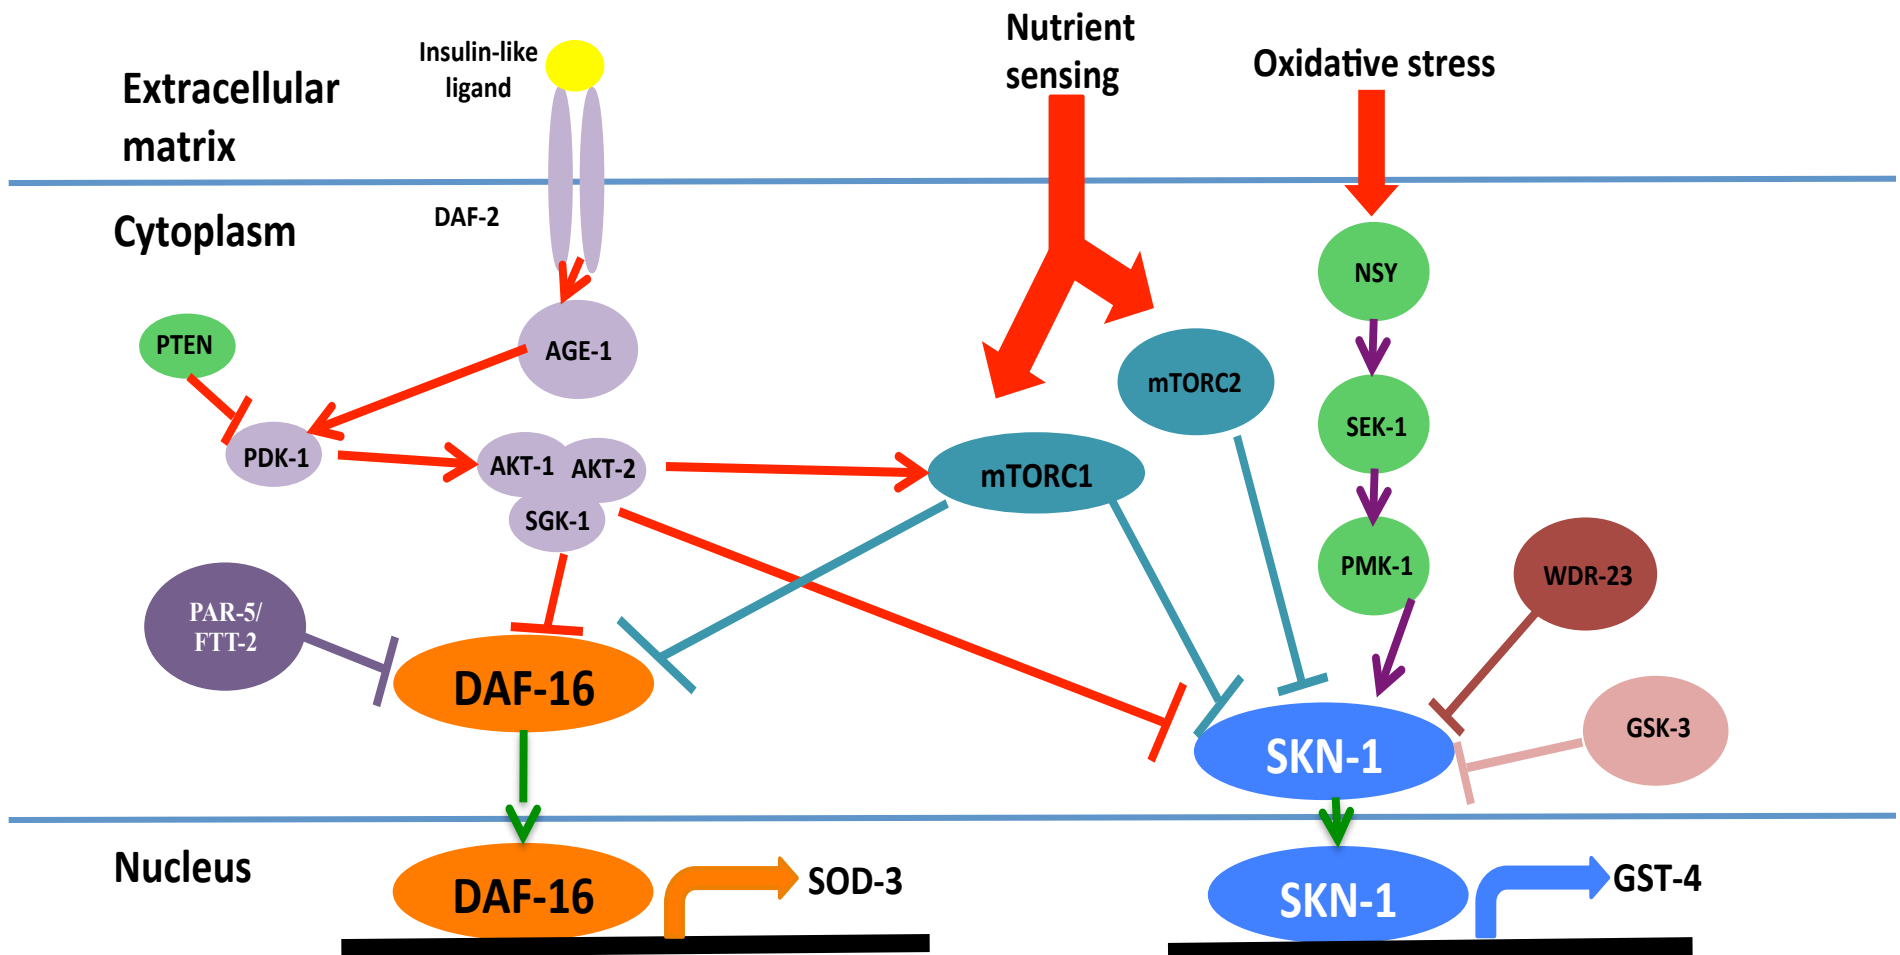 Extracellular
matrix
Insulin-like
ligand
Nutrient
sensing
Oxidative stress
Cytoplasm
DAF-2
NSY
PTEN
AGE-1
mTORC2
SEK-1
PDK-1
AKT-1
AKT-2
SGK-1
mTORC1
PMK-1
WDR-23
PAR-5/
FTT-2
DAF-16
SKN-1
GSK-3
Nucleus
DAF-16
SOD-3
SKN-1
GST-4